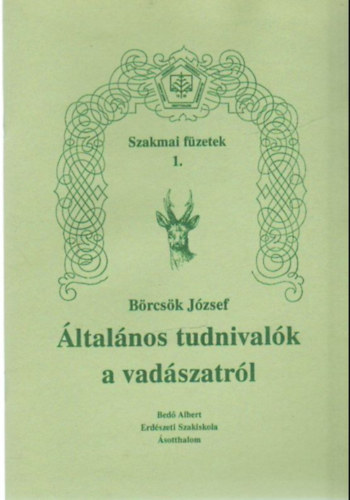 Szakmai füzetek
1.
Börcsök József
Általános tudnivalók
a vadászatról
Bedő Albert
Erdészeti Szakiskola
Ásotthalom